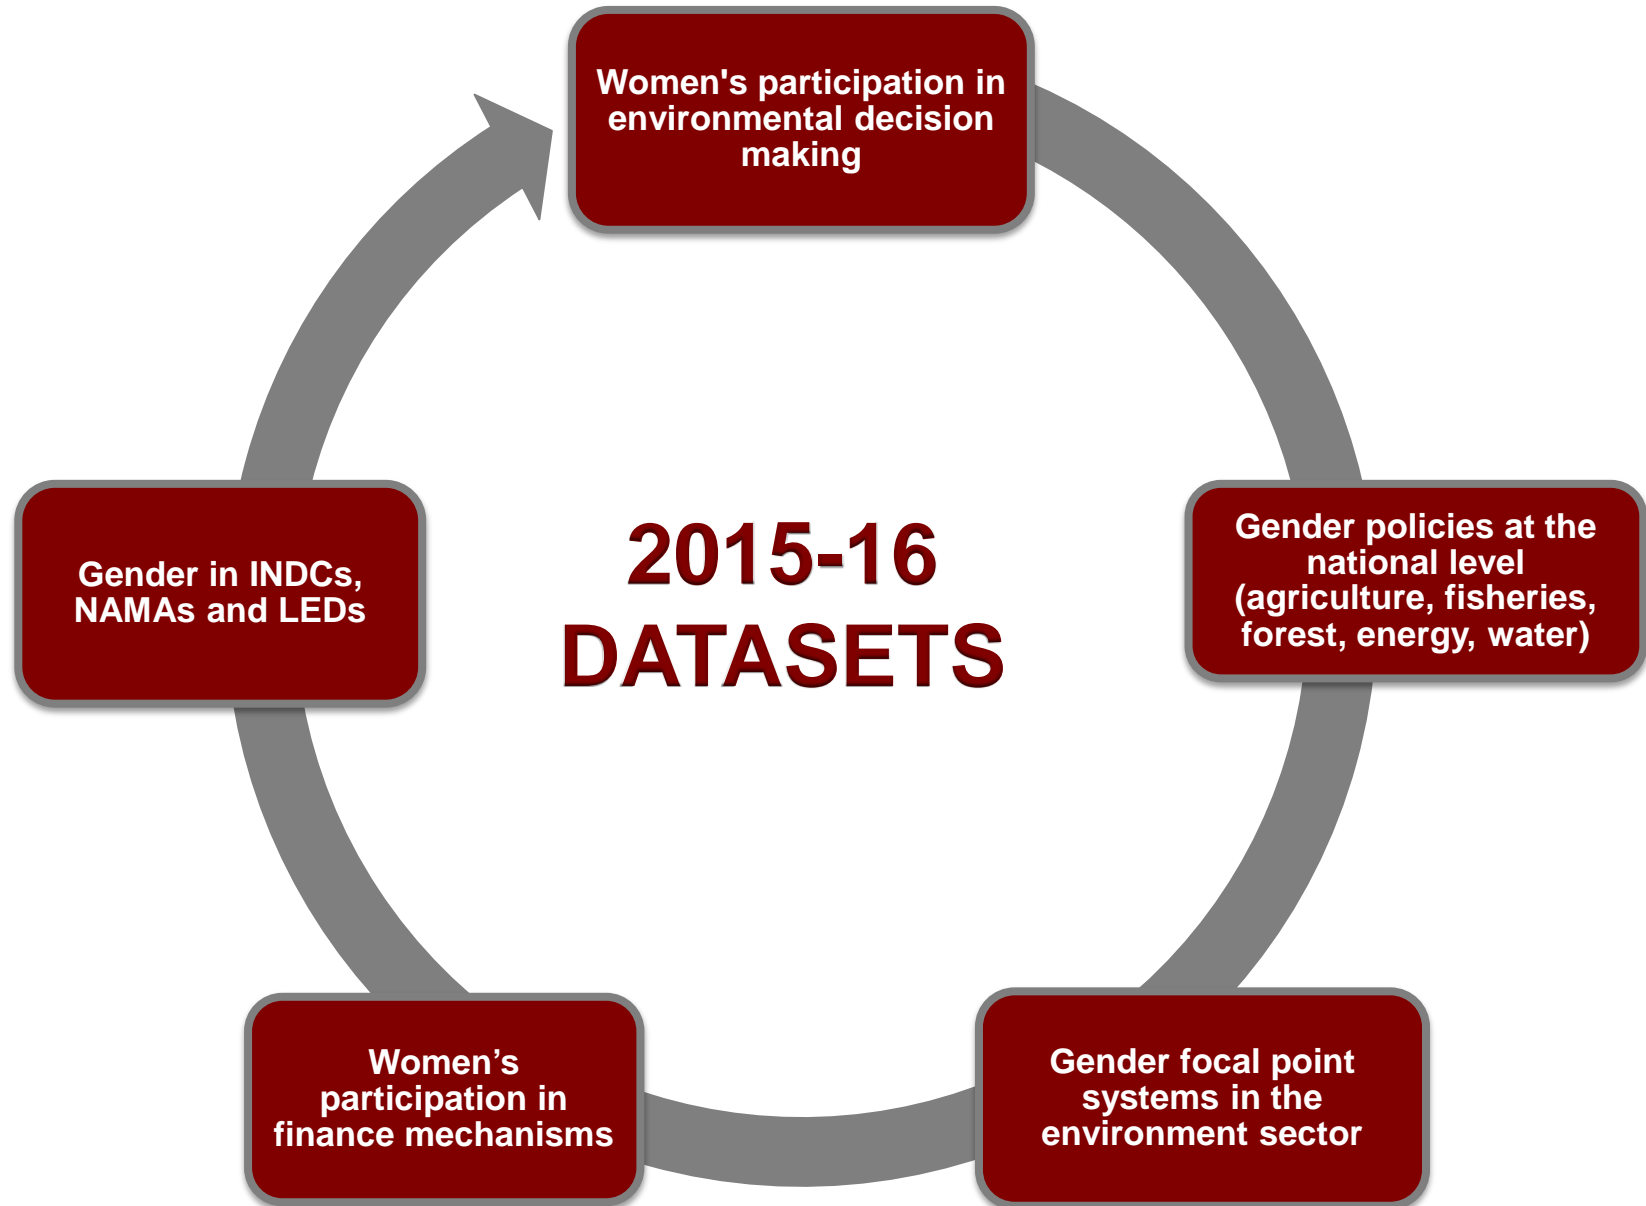 Women's participation in
environmental decision
making
Gender policies at the
national level
(agriculture, fisheries,
forest, energy, water)
Gender focal point
systems in the
environment sector
Women’s
participation in
finance mechanisms
Gender in INDCs,
NAMAs and LEDs
2015-16
DATASETS